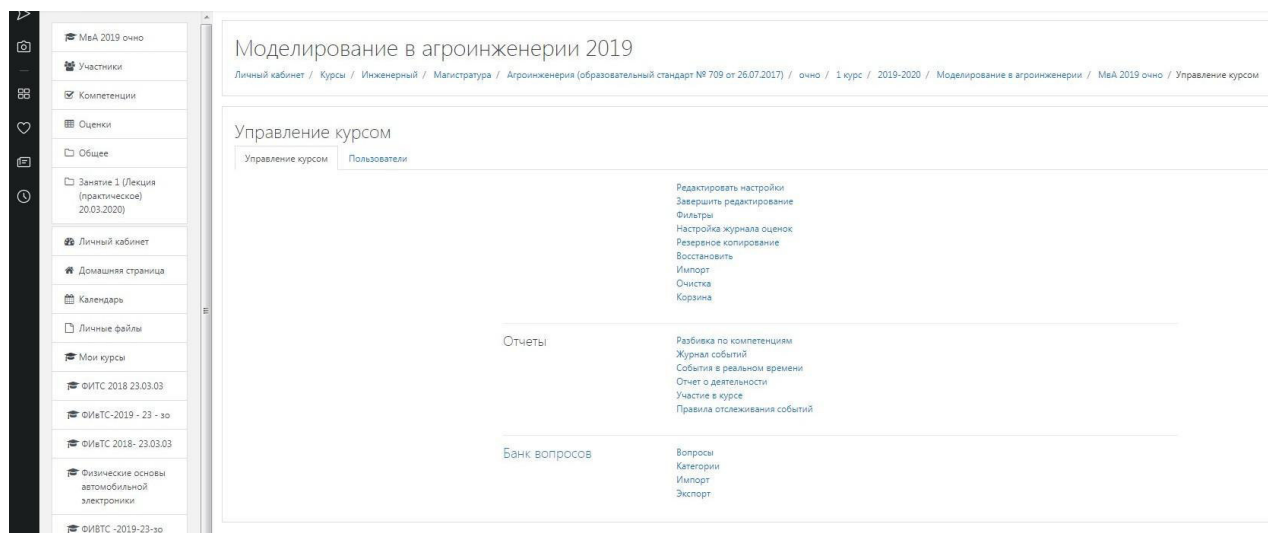 МвА 2019 очно
Участники
Компетенции
Оценки
Общее
Занятие 1 (Лекция
(практическое)
20.03.2020)
Личный кабинет
Домашняя страница
Календарь
Личные файлы
Мои курсы
ФИТС 2018 23.03.03
ФИвТС-2019 - 23 - зо
ФИвТС 2018- 23.03.03
Физические основы
автомобильной
электроники
ФИВТС -2019-23-зо
Моделирование в агроинженерии 2019
Личный кабинет / Курсы / Инженерный / Магистратура / Агроинженерия (образовательный стандарт № 709 от 26.07.2017) / очно / 1 курс / 2019-2020 / Моделирование в агроинженерии / МвА 2019 очно / Управление курсом
Управление курсом
Управление курсом Пользователи
Редактировать настройки
Завершить редактирование
Фильтры
Настройка журнала оценок
Резервное копирование
Восстановить
Импорт
Очистка
Корзина
Отчеты
Разбивка по компетенциям
Журнал событий
События в реальном времени
Отчет о деятельности
Участие в курсе
Правила отслеживания событий
Банк вопросов
Вопросы
Категории
Импорт
Экспорт